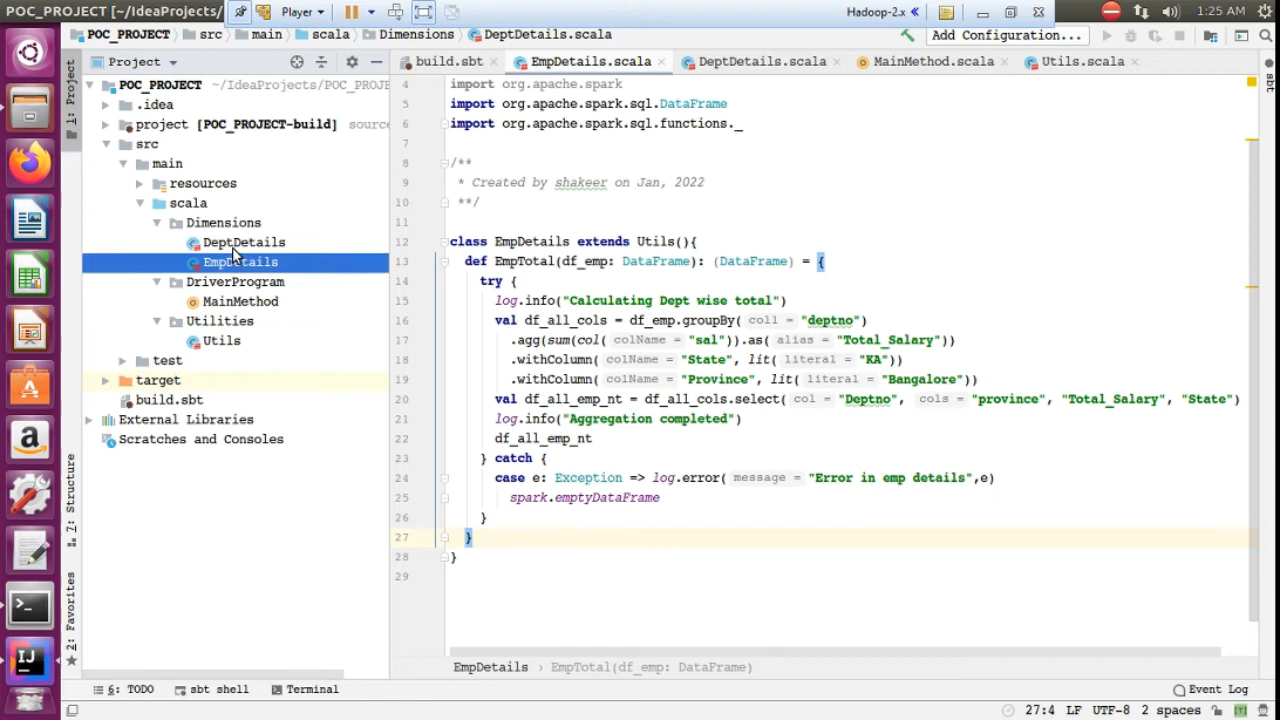 POC_PROJECT [~/IdeaProjects/
Player
Hadoop-2.x
1:25 AM
POC_PROJECT src main scala Dimensions DeptDetails.scala
Add Configuration...
Project
build.sbt EmpDetails.scala DeptDetails.scala MainMethod.scala Utils.scala
1: Project
sbt
POC_PROJECT ~/IdeaProjects/POC_PROJE
.idea
project [POC_PROJECT-build] source
src
main
resources
scala
Dimensions
DeptDetails
EmpDetails
DriverProgram
MainMethod
Utilities
Utils
test
target
build.sbt
External Libraries
Scratches and Consoles
7: Structure
2: Favorites
4 import org.apache.spark
5 import org.apache.spark.sql.DataFrame
6 import org.apache.spark.sql.functions._
7
8 /**
9 * Created by shakeer on Jan, 2022
10 **/
11
12 class EmpDetails extends Utils(){
13 def EmpTotal(df_emp: DataFrame): (DataFrame) = {
14 try {
15 log.info("Calculating Dept wise total")
16 val df_all_cols = df_emp.groupBy( col1 = "deptno")
17 .agg(sum(col( colName = "sal")).as( alias = "Total_Salary"))
18 .withColumn( colName = "State", lit( literal = "KA"))
19 .withColumn( colName = "Province", lit( literal = "Bangalore"))
20 val df_all_emp_nt = df_all_cols.select( col = "Deptno", cols = "province", "Total_Salary", "State")
21 log.info("Aggregation completed")
22 df_all_emp_nt
23 } catch {
24 case e: Exception => log.error( message = "Error in emp details",e)
25 spark.emptyDataFrame
26 }
27 }
28 }
29
EmpDetails EmpTotal(df_emp: DataFrame)
6: TODO sbt shell Terminal Event Log
27:4 LF UTF-8 2 spaces